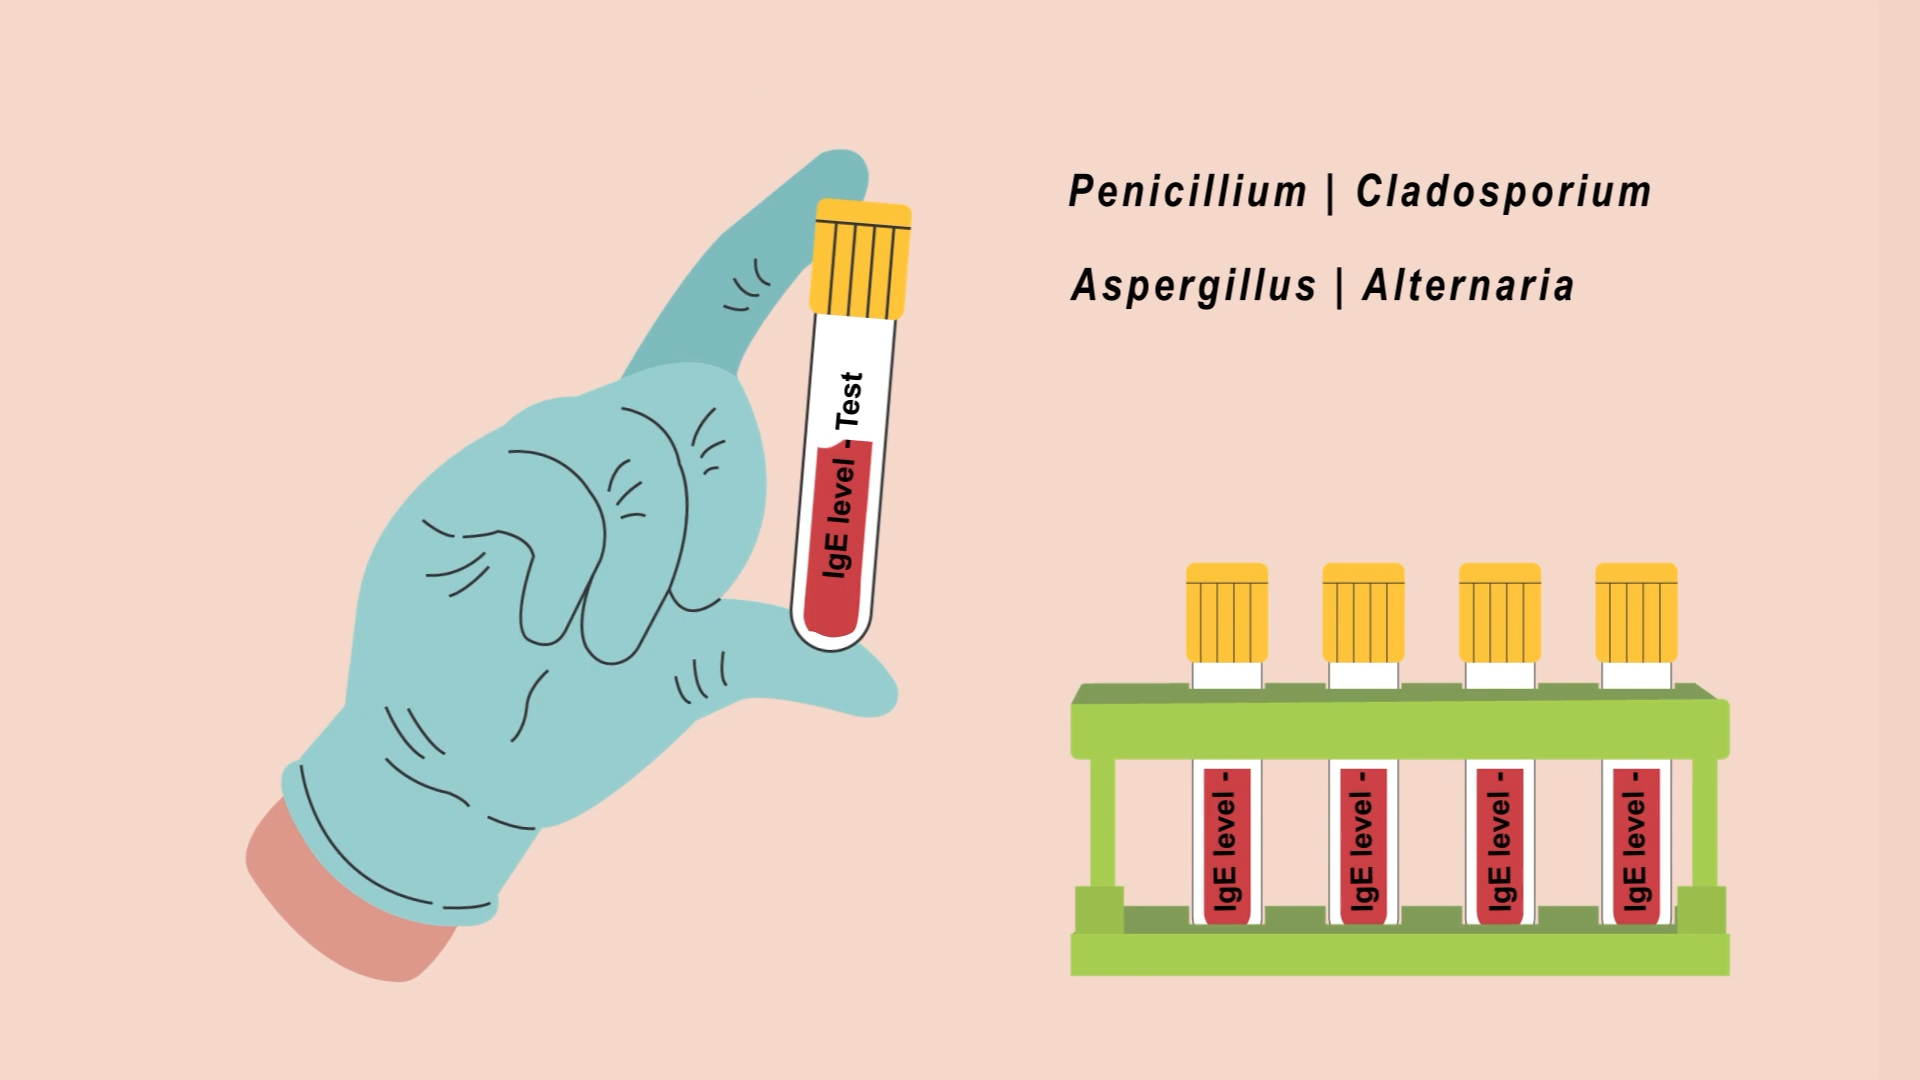 Penicillium | Cladosporium
Aspergillus | Alternaria
IgE level - Test
IgE level -
IgE level -
IgE level -
IgE level -